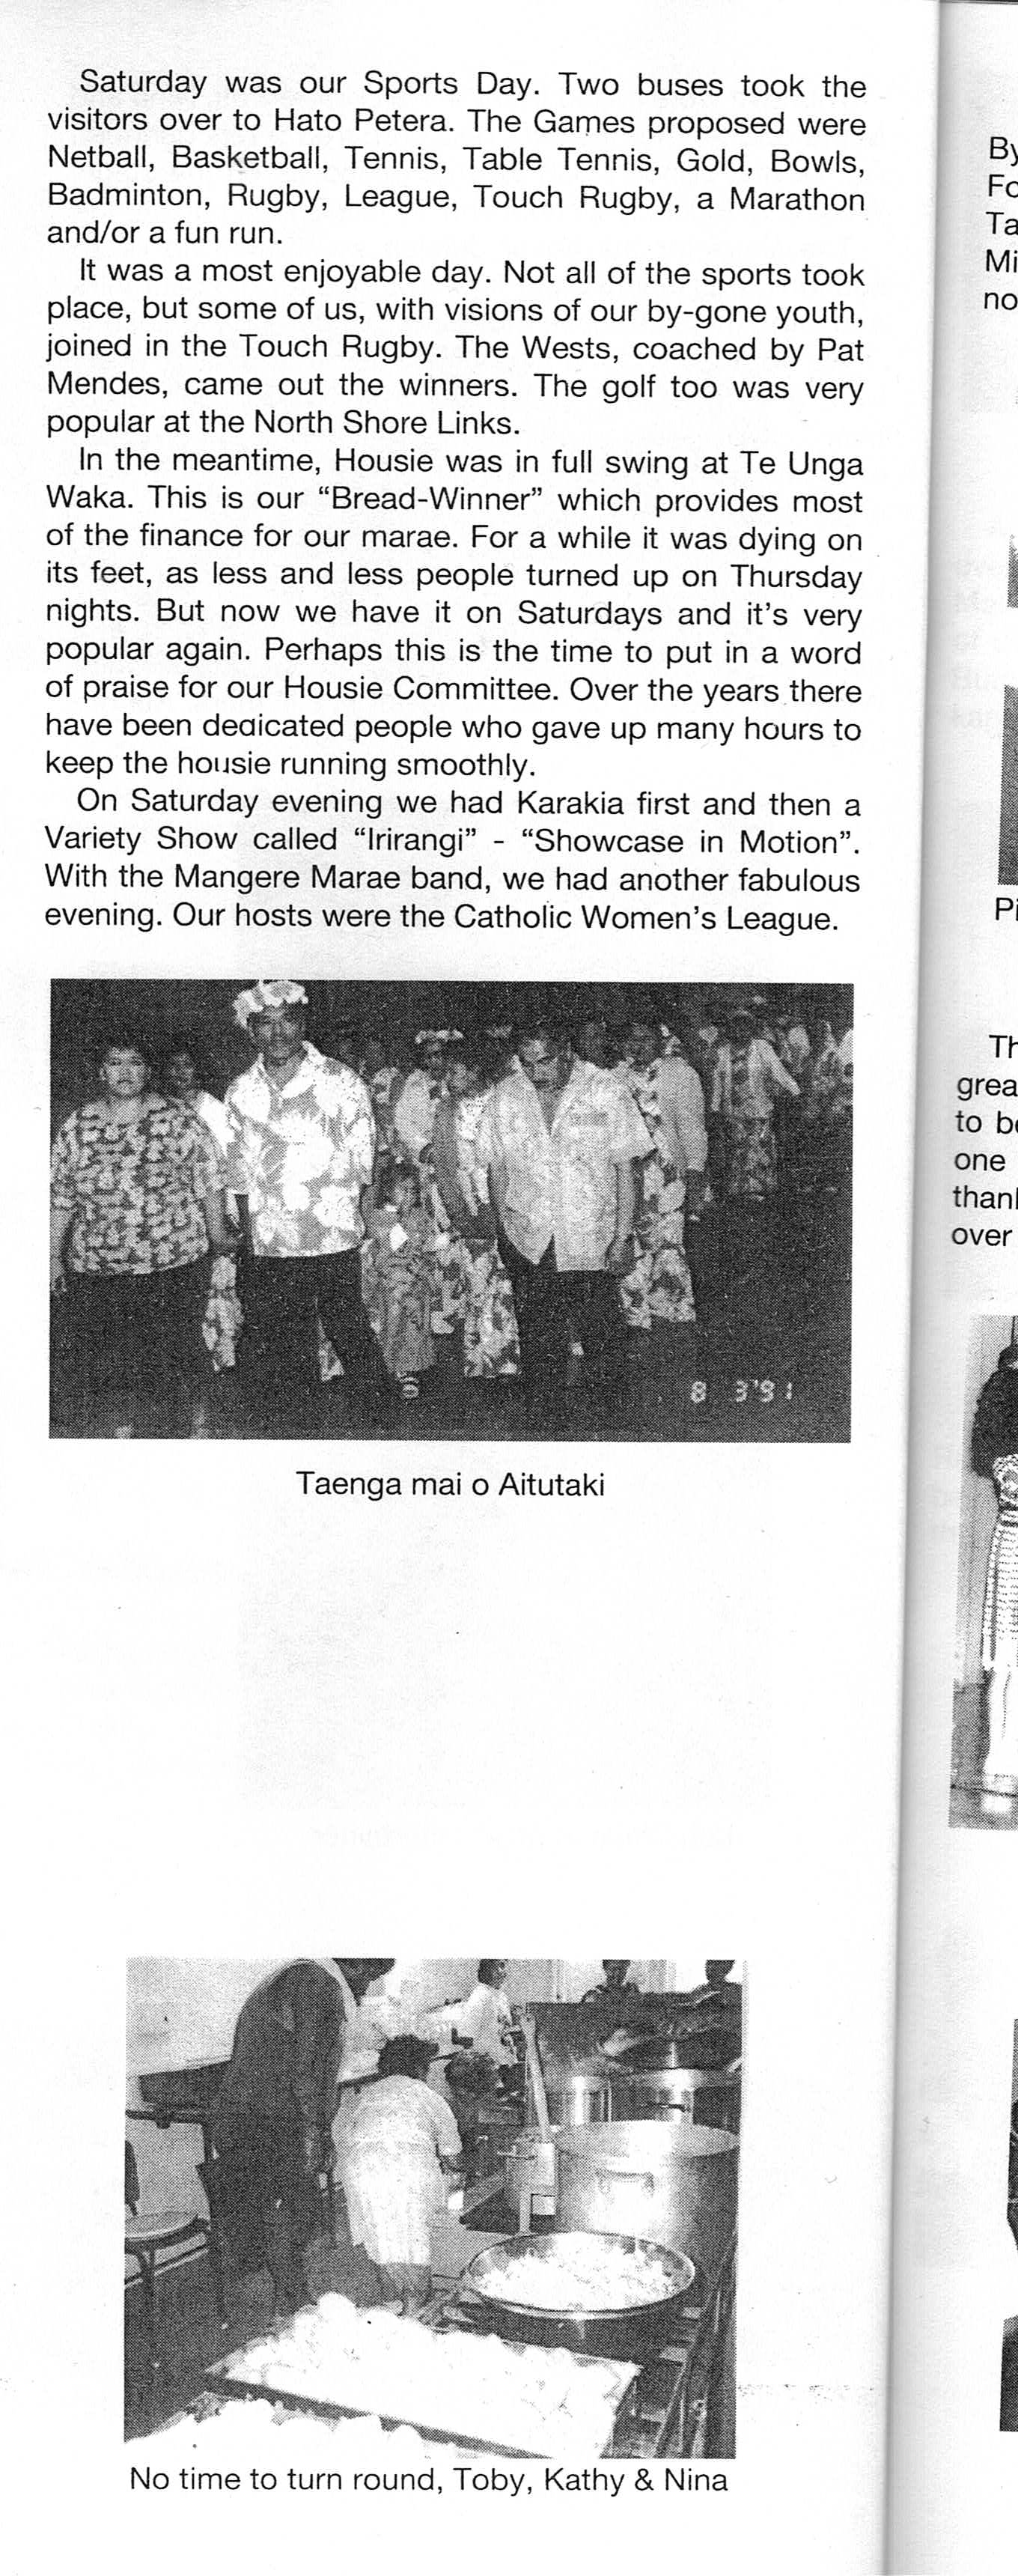 Saturday was our Sports Day. Two buses took the
visitors over to Hato Petera. The Games proposed were
Netball, Basketball, Tennis, Table Tennis, Gold, Bowls,
Badminton, Rugby, League, Touch Rugby, a Marathon
and/or a fun run.
It was a most enjoyable day. Not all of the sports took
place, but some of us, with visions of our by-gone youth,
joined in the Touch Rugby. The Wests, coached by Pat
Mendes, came out the winners. The golf too was very
popular at the North Shore Links.
In the meantime, Housie was in full swing at Te Unga
Waka. This is our “Bread-Winner” which provides most
of the finance for our marae. For a while it was dying on
its feet, as less and less people turned up on Thursday
nights. But now we have it on Saturdays and it's very
popular again. Perhaps this is the time to put in a word
of praise for our Housie Committee. Over the years there
have been dedicated people who gave up many hours to
keep the housie running smoothly.
On Saturday evening we had Karakia first and then a
Variety Show called “Irirangi” - “Showcase in Motion”.
With the Mangere Marae band, we had another fabulous
evening. Our hosts were the Catholic Women's League.
8 3'91
Taenga mai o Aitutaki
No time to turn round, Toby, Kathy & Nina
By
Fo
Ta
Mi
no
Pi
Th
grea
to be
one
thank
over